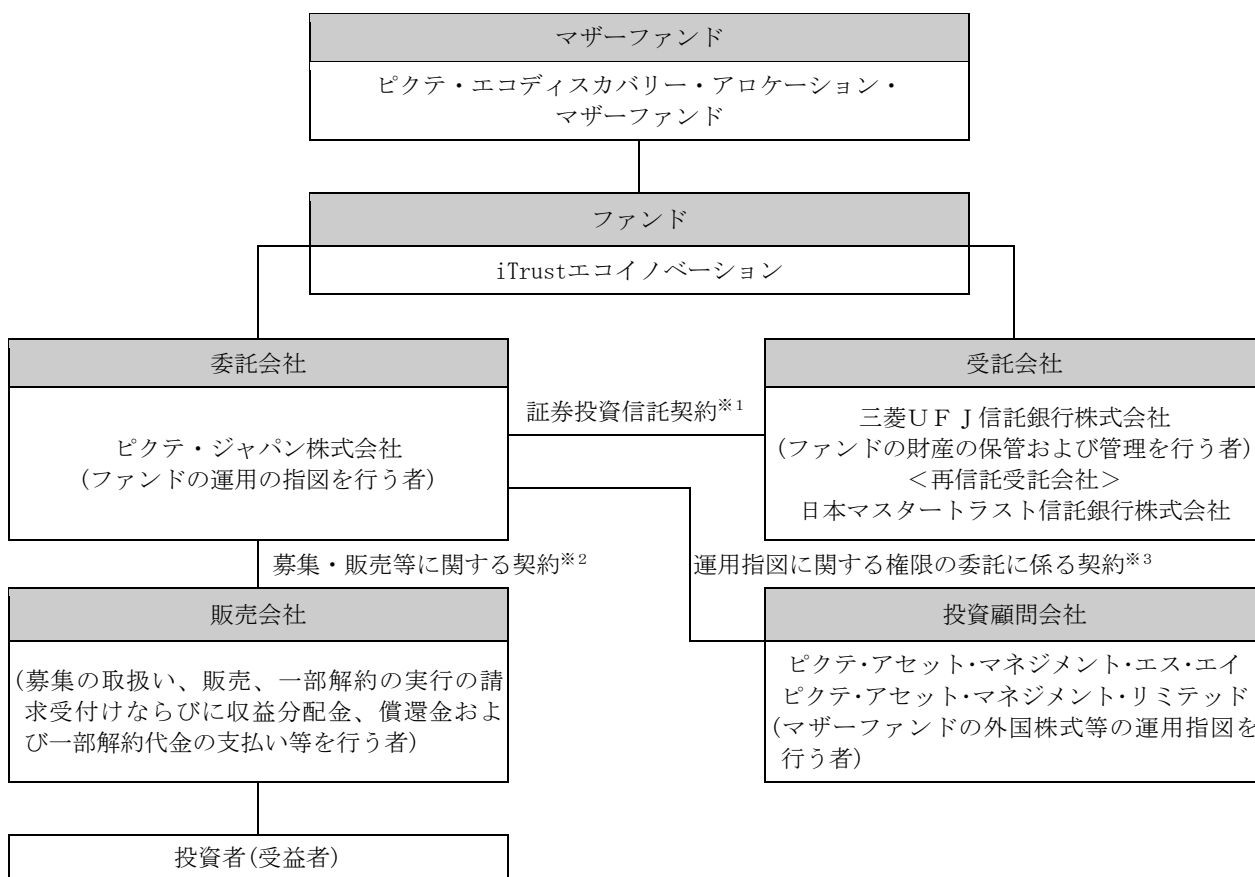 マザーファンド
ピクテ・エコディスカバリー・アロケーション・
マザーファンド
ファンド
iTrustエコイノベーション
委託会社
ピクテ・ジャパン株式会社
(ファンドの運用の指図を行う者)
証券投資信託契約※1
受託会社
三菱ＵＦＪ信託銀行株式会社
(ファンドの財産の保管および管理を行う者)
＜再信託受託会社＞
日本マスタートラスト信託銀行株式会社
募集・販売等に関する契約※2
運用指図に関する権限の委託に係る契約※3
販売会社
(募集の取扱い、販売、一部解約の実行の請
求受付けならびに収益分配金、償還金およ
び一部解約代金の支払い等を行う者)
投資顧問会社
ピクテ・アセット・マネジメント・エス・エイ
ピクテ・アセット・マネジメント・リミテッド
(マザーファンドの外国株式等の運用指図を
行う者)
投資者(受益者)